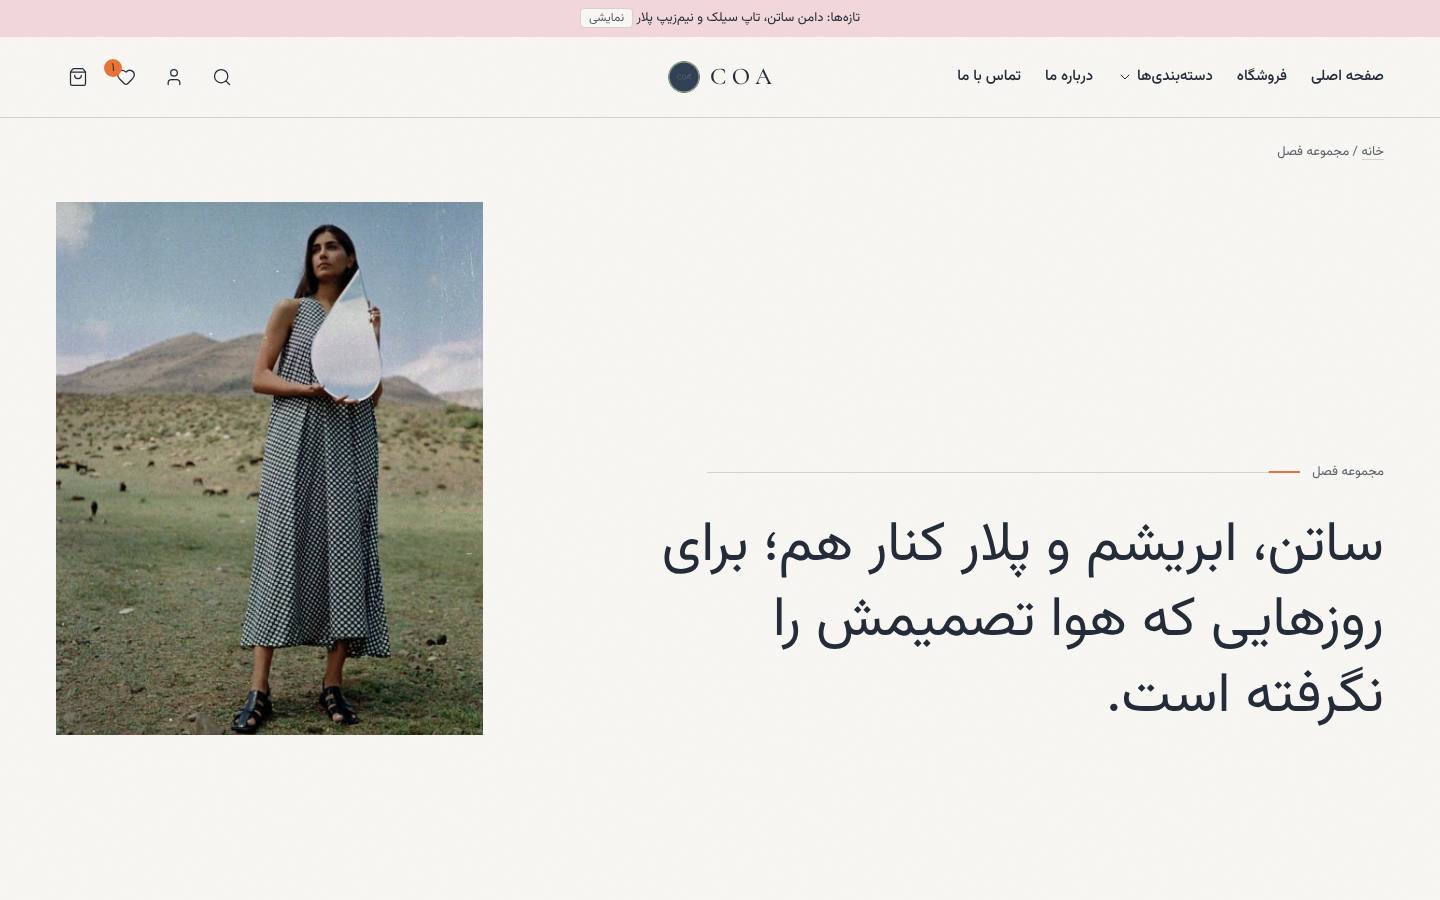 تازه‌ها: دامن ساتن، تاپ سیلک و نیم‌زیپ پلار نمایشی
صفحه اصلی فروشگاه دسته‌بندی‌ها درباره ما تماس با ما
COA
۱
خانه / مجموعه فصل
مجموعه فصل
ساتن، ابریشم و پلار کنار هم؛ برای
روزهایی که هوا تصمیمش را
نگرفته است.